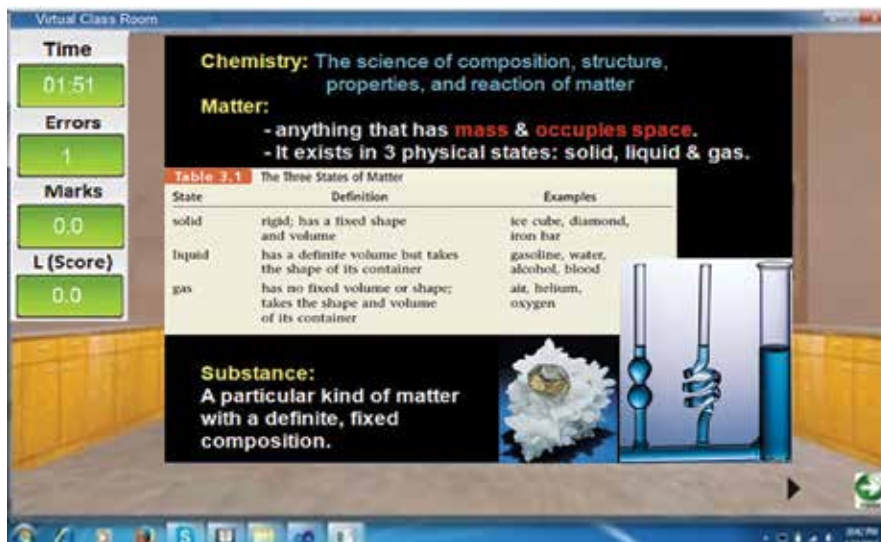 Virtual Class Room
Time
01:51
Errors
1
Marks
0.0
L (Score)
0.0
Chemistry: The science of composition, structure,
properties, and reaction of matter
Matter:
- anything that has mass & occupies space.
- It exists in 3 physical states: solid, liquid & gas.
Table 3.1 The Three States of Matter
State Definition Examples
solid rigid; has a fixed shape ice cube, diamond,
and volume iron bar
liquid has a definite volume but takes gasoline, water,
the shape of its container alcohol, blood
gas has no fixed volume or shape; air, helium,
takes the shape and volume oxygen
of its container
Substance:
A particular kind of matter
with a definite, fixed
composition.